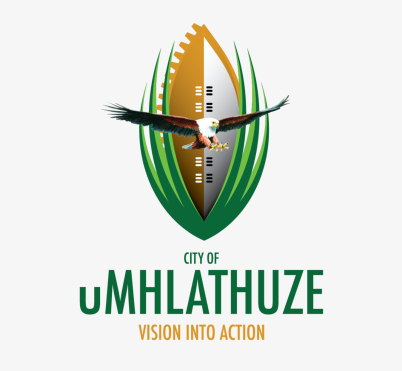 CITY OF
uMHLATHUZE
VISION INTO ACTION